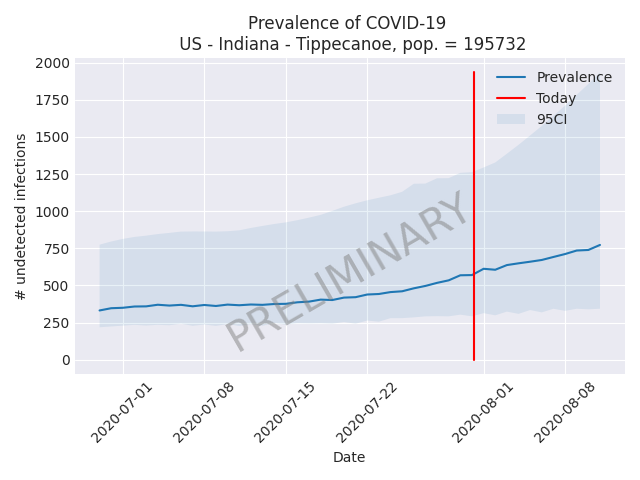 Prevalence of COVID-19
US - Indiana - Tippecanoe, pop. = 195732
2000
1750
1500
1250
1000
750
500
250
0
# undetected infections
Prevalence
Today
95CI
PRELIMINARY
2020-07-01
2020-07-08
2020-07-15
2020-07-22
2020-08-01
2020-08-08
Date